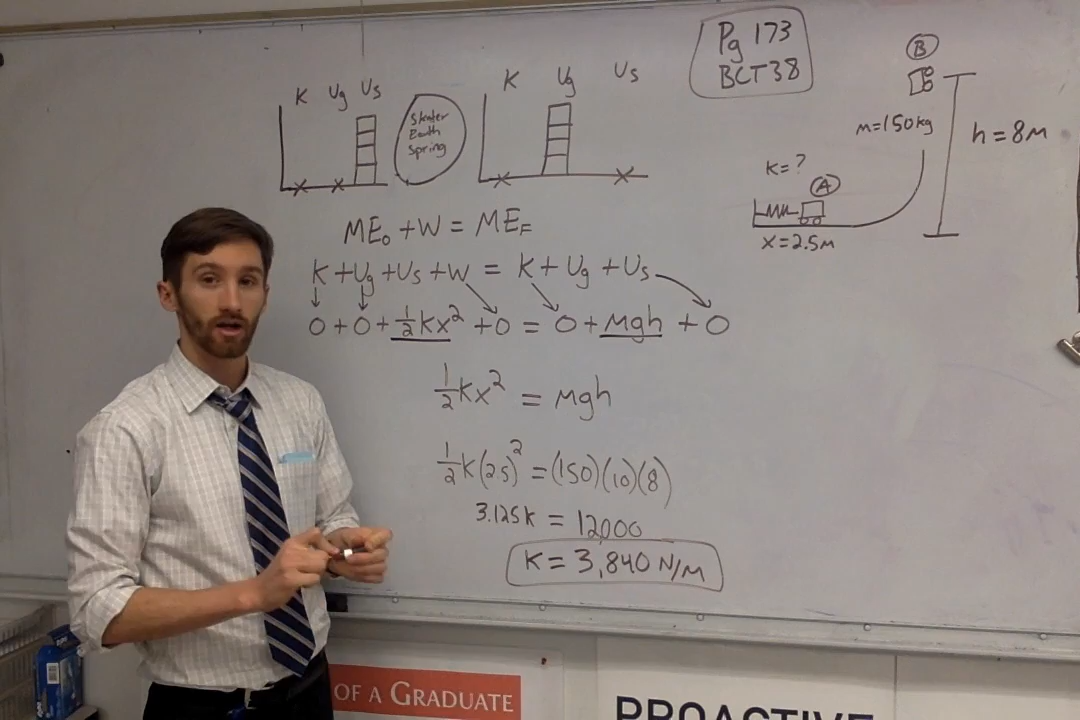 Pg 173
BCT38
K Ug Us
Skater
Earth
Spring
K Ug Us
B
m=150kg
h=8m
k=?
A
x=2.5m
ME₀+W=MEF
K+Ug+Us+W=K+Ug+Us
0+0+½kx²+0=0+mgh+0
½kx²=mgh
½k(2.5)²=(150)(10)(8)
3.125k=12000
K=3,840 N/m
OF A GRADUATE
PROACTIVE